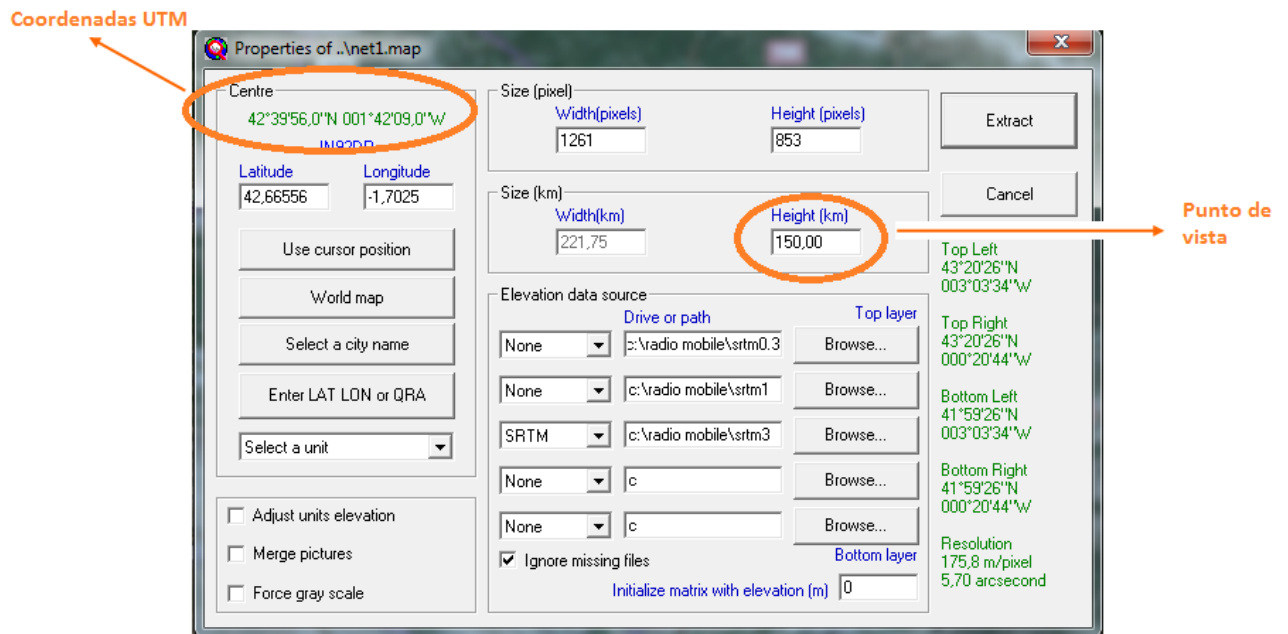 Coordenadas UTM
Properties of ..\net1.map
Centre
42°39'56,0''N 001°42'09,0''W
Latitude Longitude
42,66556 -1,7025
Use cursor position
World map
Select a city name
Enter LAT LON or QRA
Select a unit
Adjust units elevation
Merge pictures
Force gray scale
Size (pixel)
Width(pixels) Height (pixels)
1261 853
Size (km)
Width(km) Height (km)
221,75 150,00
Elevation data source
Drive or path Top layer
None c:\radio mobile\srtm0.3 Browse...
None c:\radio mobile\srtm1 Browse...
SRTM c:\radio mobile\srtm3 Browse...
None c Browse...
None c Browse...
Ignore missing files Bottom layer
Initialize matrix with elevation (m) 0
Extract
Cancel
Top Left
43°20'26''N
003°03'34''W
Top Right
43°20'26''N
000°20'44''W
Bottom Left
41°59'26''N
003°03'34''W
Bottom Right
41°59'26''N
000°20'44''W
Resolution
175,8 m/pixel
5,70 arcsecond
Punto de
vista